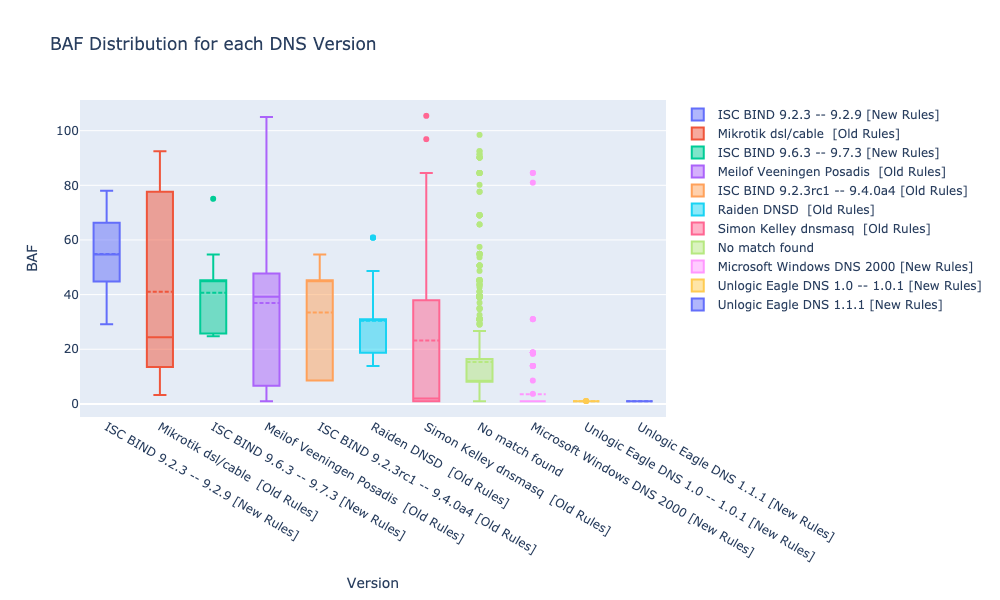 BAF Distribution for each DNS Version
BAF
100
80
60
40
20
0
ISC BIND 9.2.3 -- 9.2.9 [New Rules]
Mikrotik dsl/cable  [Old Rules]
ISC BIND 9.6.3 -- 9.7.3 [New Rules]
Meilof Veeningen Posadis  [Old Rules]
ISC BIND 9.2.3rc1 -- 9.4.0a4 [Old Rules]
Raiden DNSD  [Old Rules]
Simon Kelley dnsmasq  [Old Rules]
No match found
Microsoft Windows DNS 2000 [New Rules]
Unlogic Eagle DNS 1.0 -- 1.0.1 [New Rules]
Unlogic Eagle DNS 1.1.1 [New Rules]
Version
ISC BIND 9.2.3 -- 9.2.9 [New Rules]
Mikrotik dsl/cable  [Old Rules]
ISC BIND 9.6.3 -- 9.7.3 [New Rules]
Meilof Veeningen Posadis  [Old Rules]
ISC BIND 9.2.3rc1 -- 9.4.0a4 [Old Rules]
Raiden DNSD  [Old Rules]
Simon Kelley dnsmasq  [Old Rules]
No match found
Microsoft Windows DNS 2000 [New Rules]
Unlogic Eagle DNS 1.0 -- 1.0.1 [New Rules]
Unlogic Eagle DNS 1.1.1 [New Rules]